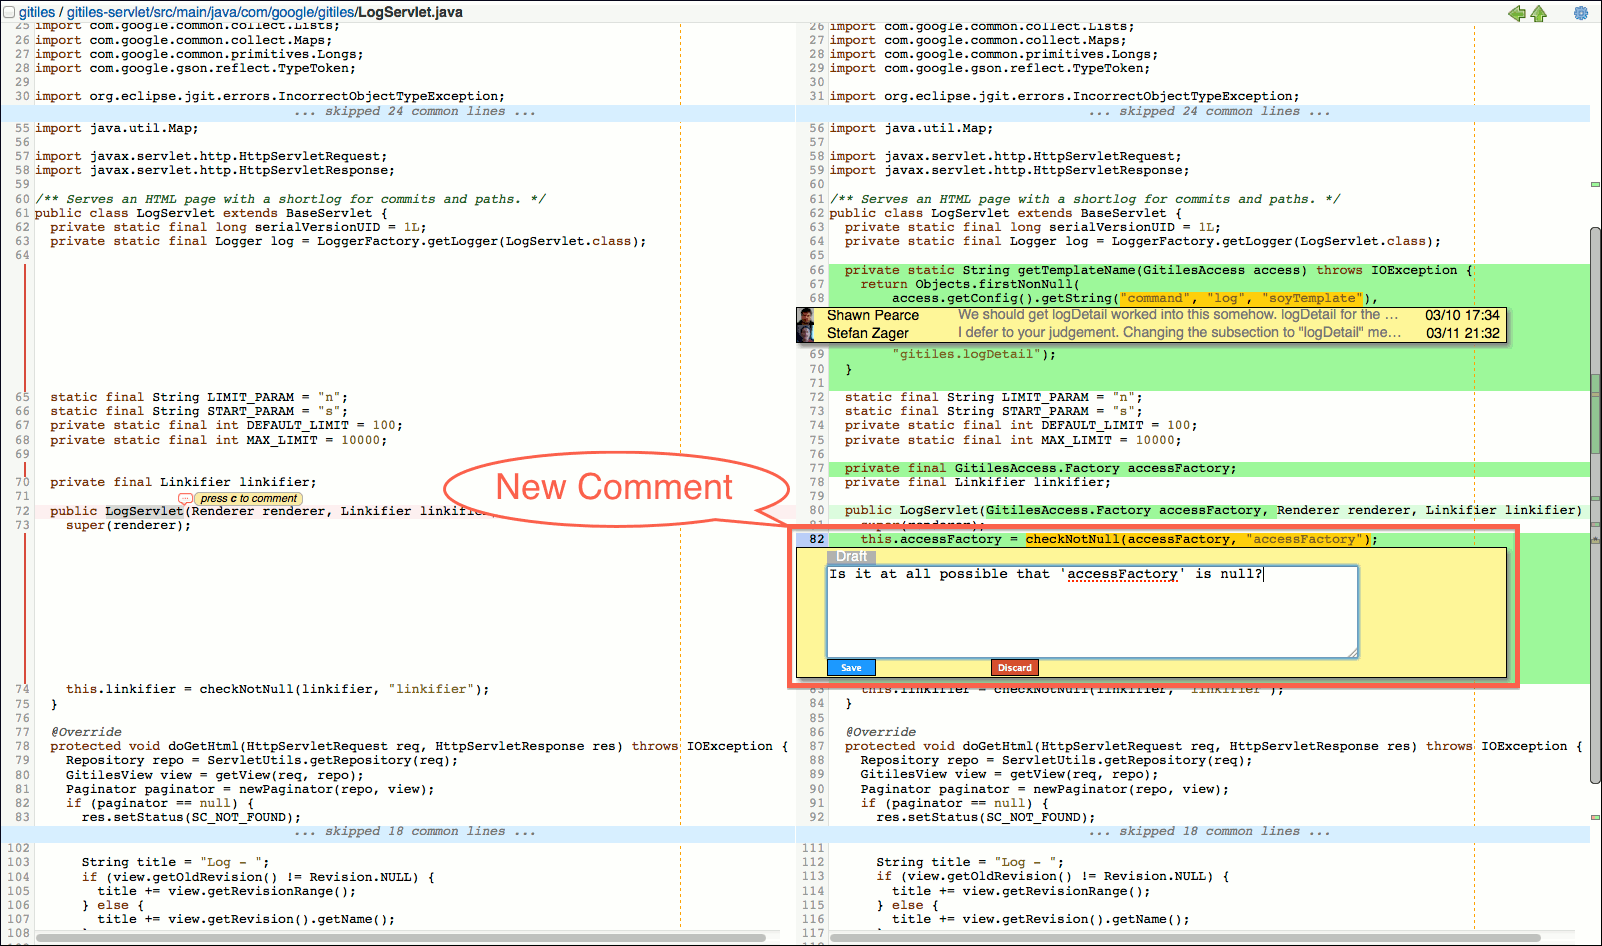 gitiles / gitiles-servlet/src/main/java/com/google/gitiles/LogServlet.java
25 import com.google.common.collect.Lists;
26 import com.google.common.collect.Maps;
27 import com.google.common.primitives.Longs;
28 import com.google.gson.reflect.TypeToken;
29
30 import org.eclipse.jgit.errors.IncorrectObjectTypeException;
... skipped 24 common lines ...
55 import java.util.Map;
56
57 import javax.servlet.http.HttpServletRequest;
58 import javax.servlet.http.HttpServletResponse;
59
60 /** Serves an HTML page with a shortlog for commits and paths. */
61 public class LogServlet extends BaseServlet {
62 private static final long serialVersionUID = 1L;
63 private static final Logger log = LoggerFactory.getLogger(LogServlet.class);
64
65 static final String LIMIT_PARAM = "n";
66 static final String START_PARAM = "s";
67 private static final int DEFAULT_LIMIT = 100;
68 private static final int MAX_LIMIT = 10000;
69
70 private final Linkifier linkifier;
71 press c to comment
72 public LogServlet(Renderer renderer, Linkifier linkifier,
73 super(renderer);
74 this.linkifier = checkNotNull(linkifier, "linkifier");
75 }
76
77 @Override
78 protected void doGetHtml(HttpServletRequest req, HttpServletResponse res) throws IOException {
79 Repository repo = ServletUtils.getRepository(req);
80 GitilesView view = getView(req, repo);
81 Paginator paginator = newPaginator(repo, view);
82 if (paginator == null) {
83 res.setStatus(SC_NOT_FOUND);
... skipped 18 common lines ...
102
103 String title = "Log - ";
104 if (view.getOldRevision() != Revision.NULL) {
105 title += view.getRevisionRange();
106 } else {
107 title += view.getRevision().getName();
108
New Comment
26 import com.google.common.collect.Lists;
27 import com.google.common.collect.Maps;
28 import com.google.common.primitives.Longs;
29 import com.google.gson.reflect.TypeToken;
30
31 import org.eclipse.jgit.errors.IncorrectObjectTypeException;
... skipped 24 common lines ...
56 import java.util.Map;
57
58 import javax.servlet.http.HttpServletRequest;
59 import javax.servlet.http.HttpServletResponse;
60
61 /** Serves an HTML page with a shortlog for commits and paths. */
62 public class LogServlet extends BaseServlet {
63 private static final long serialVersionUID = 1L;
64 private static final Logger log = LoggerFactory.getLogger(LogServlet.class);
65
66 private static String getTemplateName(GitilesAccess access) throws IOException {
67 return Objects.firstNonNull(
68 access.getConfig().getString("command", "log", "soyTemplate"),
Shawn Pearce We should get logDetail worked into this somehow. logDetail for the ... 03/10 17:34
Stefan Zager I defer to your judgement. Changing the subsection to "logDetail" me... 03/11 21:32
69 "gitiles.logDetail");
70 }
71
72 static final String LIMIT_PARAM = "n";
73 static final String START_PARAM = "s";
74 private static final int DEFAULT_LIMIT = 100;
75 private static final int MAX_LIMIT = 10000;
76
77 private final GitilesAccess.Factory accessFactory;
78 private final Linkifier linkifier;
79
80 public LogServlet(GitilesAccess.Factory accessFactory, Renderer renderer, Linkifier linkifier)
81 super(renderer);
82 this.accessFactory = checkNotNull(accessFactory, "accessFactory");
Draft
Is it at all possible that 'accessFactory' is null?
Save Discard
83 this.linkifier = checkNotNull(linkifier, "linkifier");
84 }
85
86 @Override
87 protected void doGetHtml(HttpServletRequest req, HttpServletResponse res) throws IOException {
88 Repository repo = ServletUtils.getRepository(req);
89 GitilesView view = getView(req, repo);
90 Paginator paginator = newPaginator(repo, view);
91 if (paginator == null) {
92 res.setStatus(SC_NOT_FOUND);
... skipped 18 common lines ...
111
112 String title = "Log - ";
113 if (view.getOldRevision() != Revision.NULL) {
114 title += view.getRevisionRange();
115 } else {
116 title += view.getRevision().getName();
117